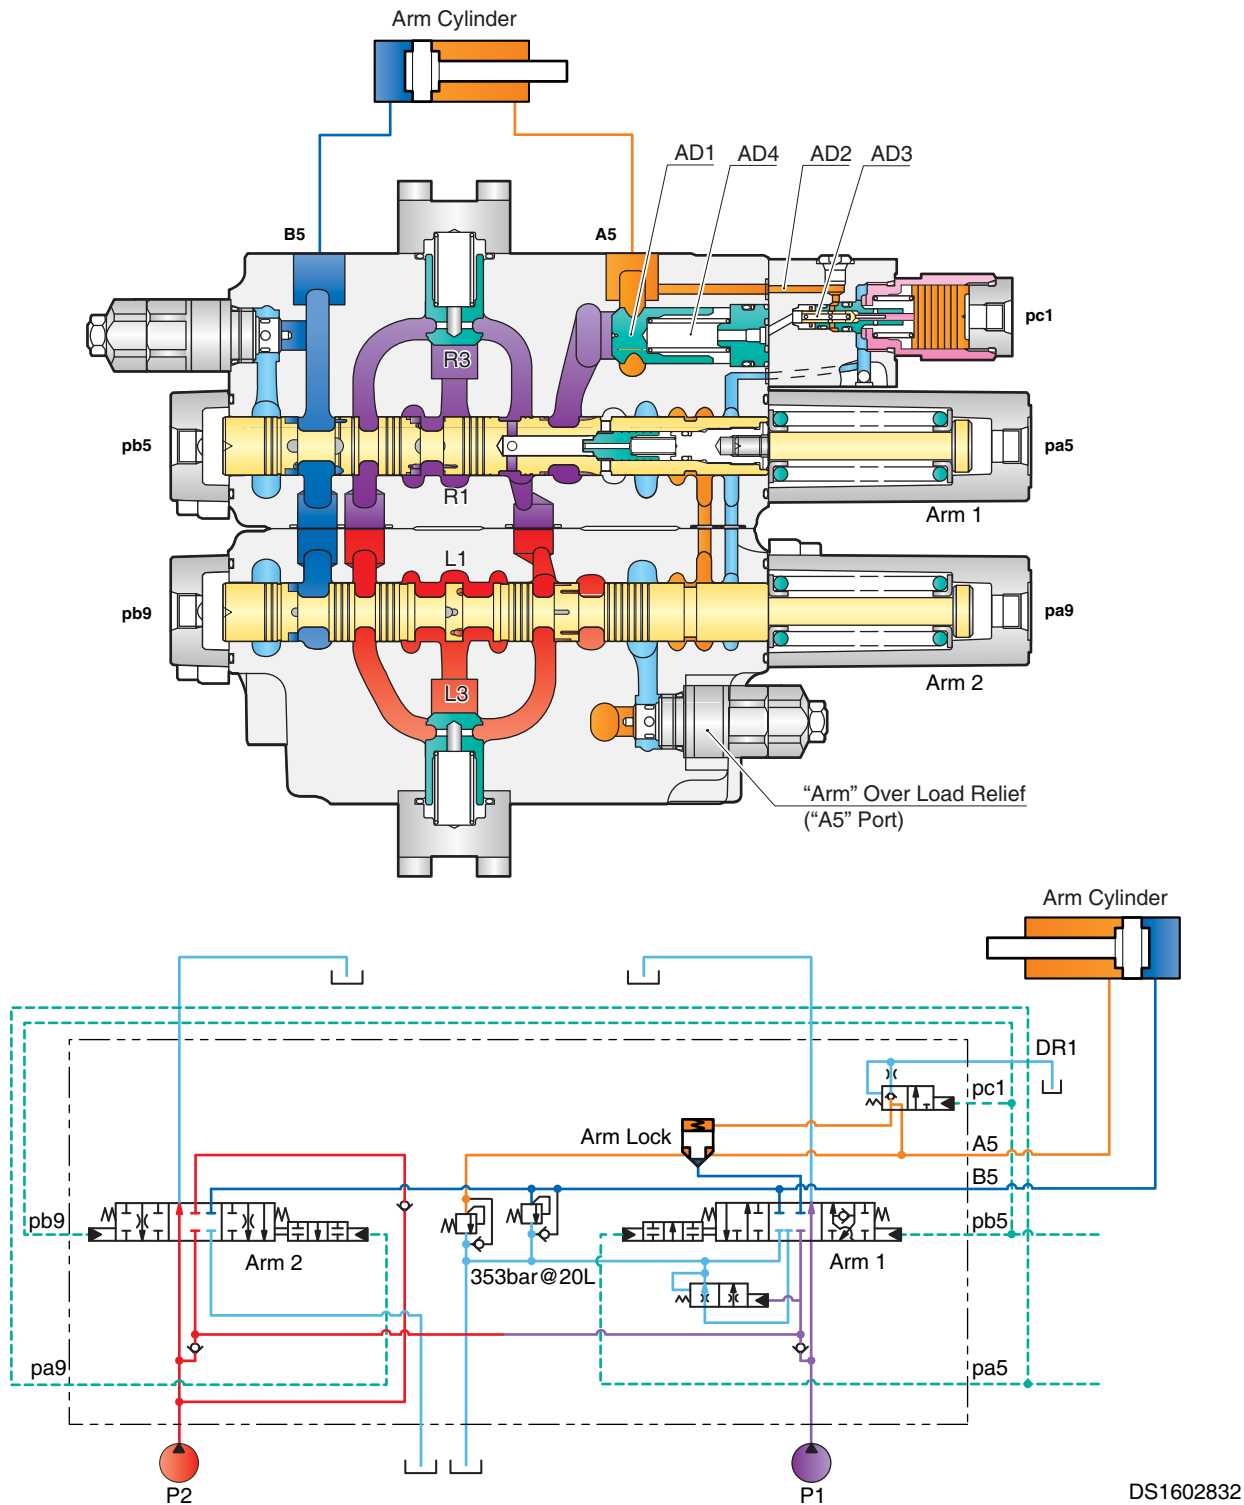 Arm Cylinder
AD1
AD4
AD2
AD3
B5
A5
pc1
R3
pb5
pa5
R1
Arm 1
L1
pb9
pa9
Arm 2
L3
“Arm” Over Load Relief
(“A5” Port)
Arm Cylinder
DR1
pc1
Arm Lock
A5
B5
pb9
pb5
Arm 2
Arm 1
353bar@20L
pa9
pa5
P2
P1
DS1602832